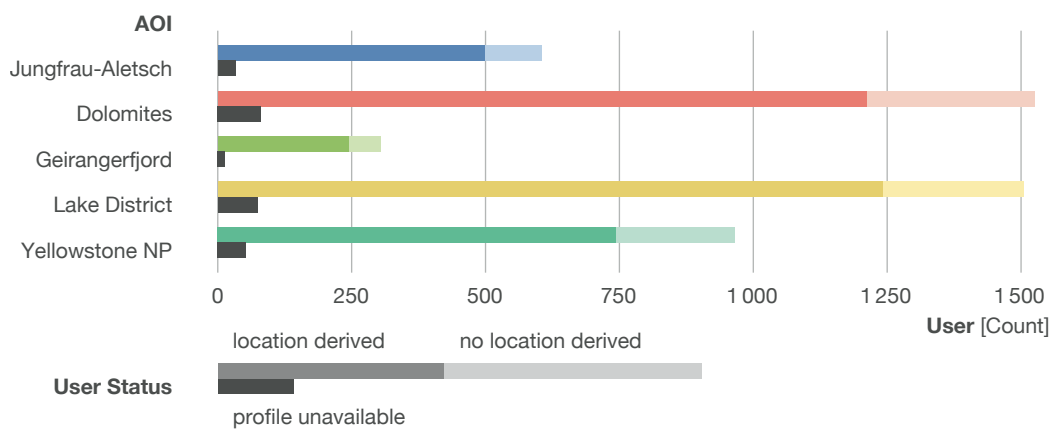 AOI
Jungfrau-Aletsch
Dolomites
Geirangerfjord
Lake District
Yellowstone NP
0 250 500 750 1 000 1 250 1 500
User [Count]
location derived no location derived
User Status
profile unavailable